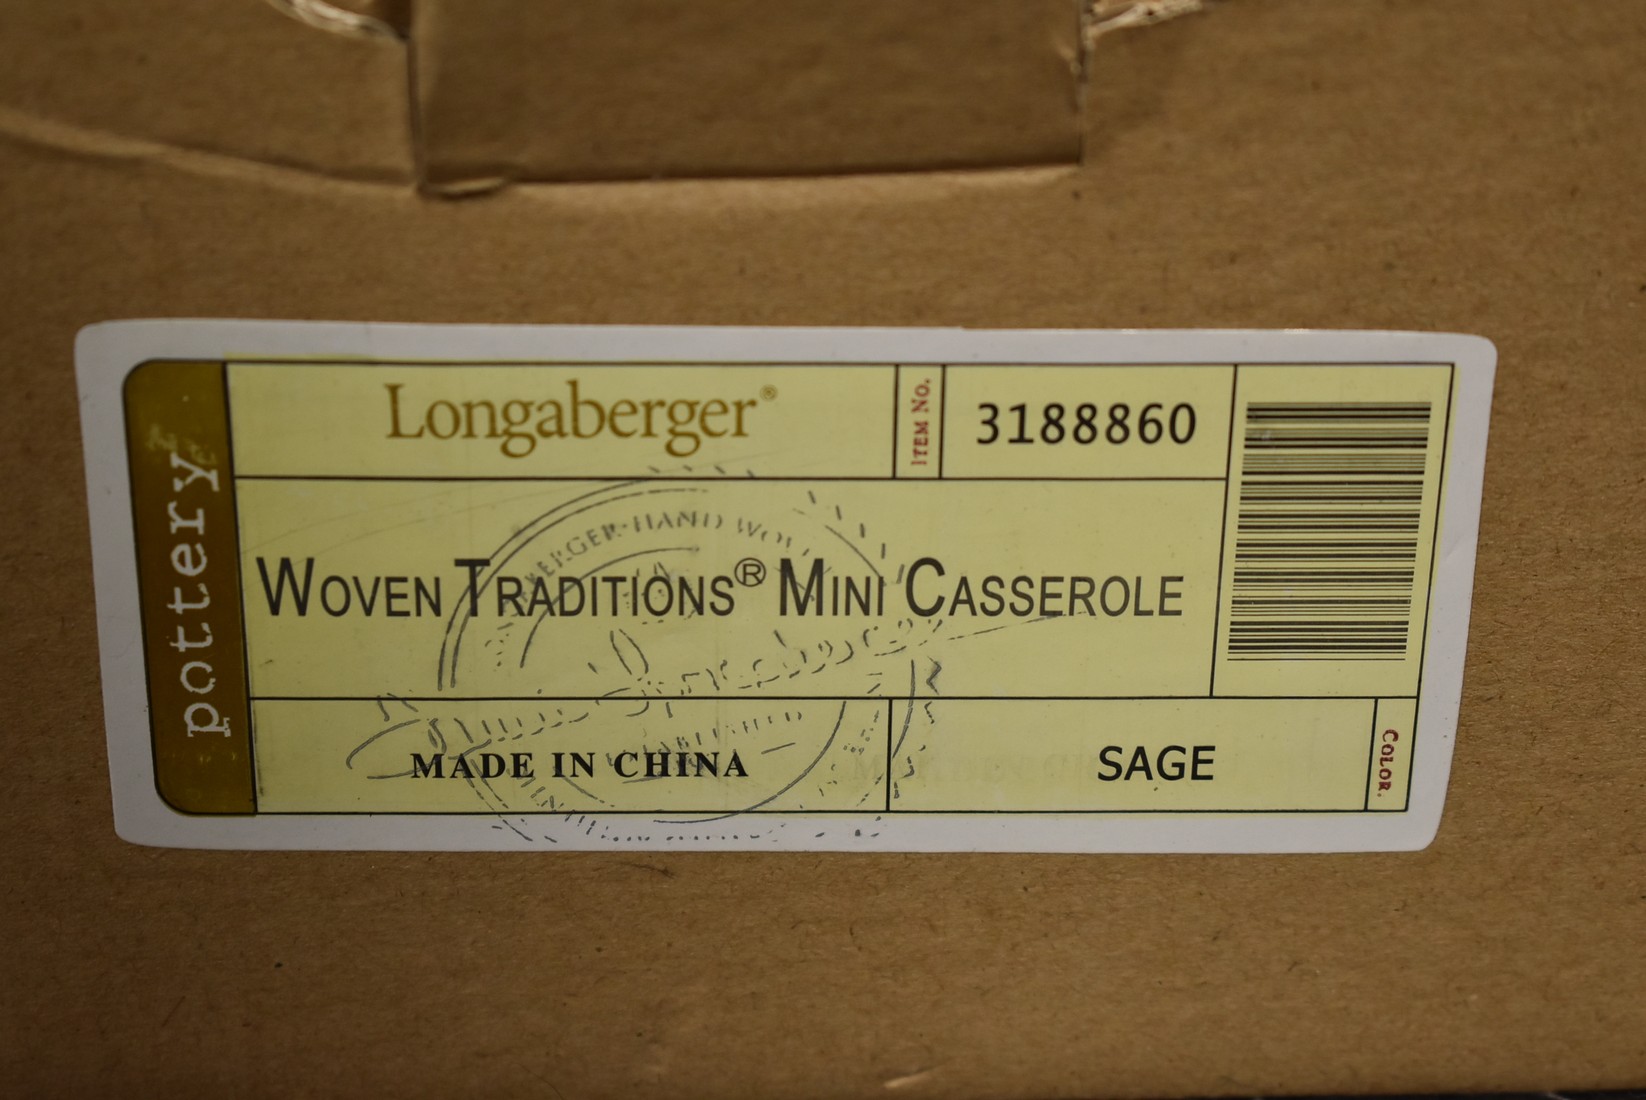 pottery
Longaberger®
ITEM NO.
3188860
WOVEN TRADITIONS® MINI CASSEROLE
MADE IN CHINA
SAGE
COLOR.